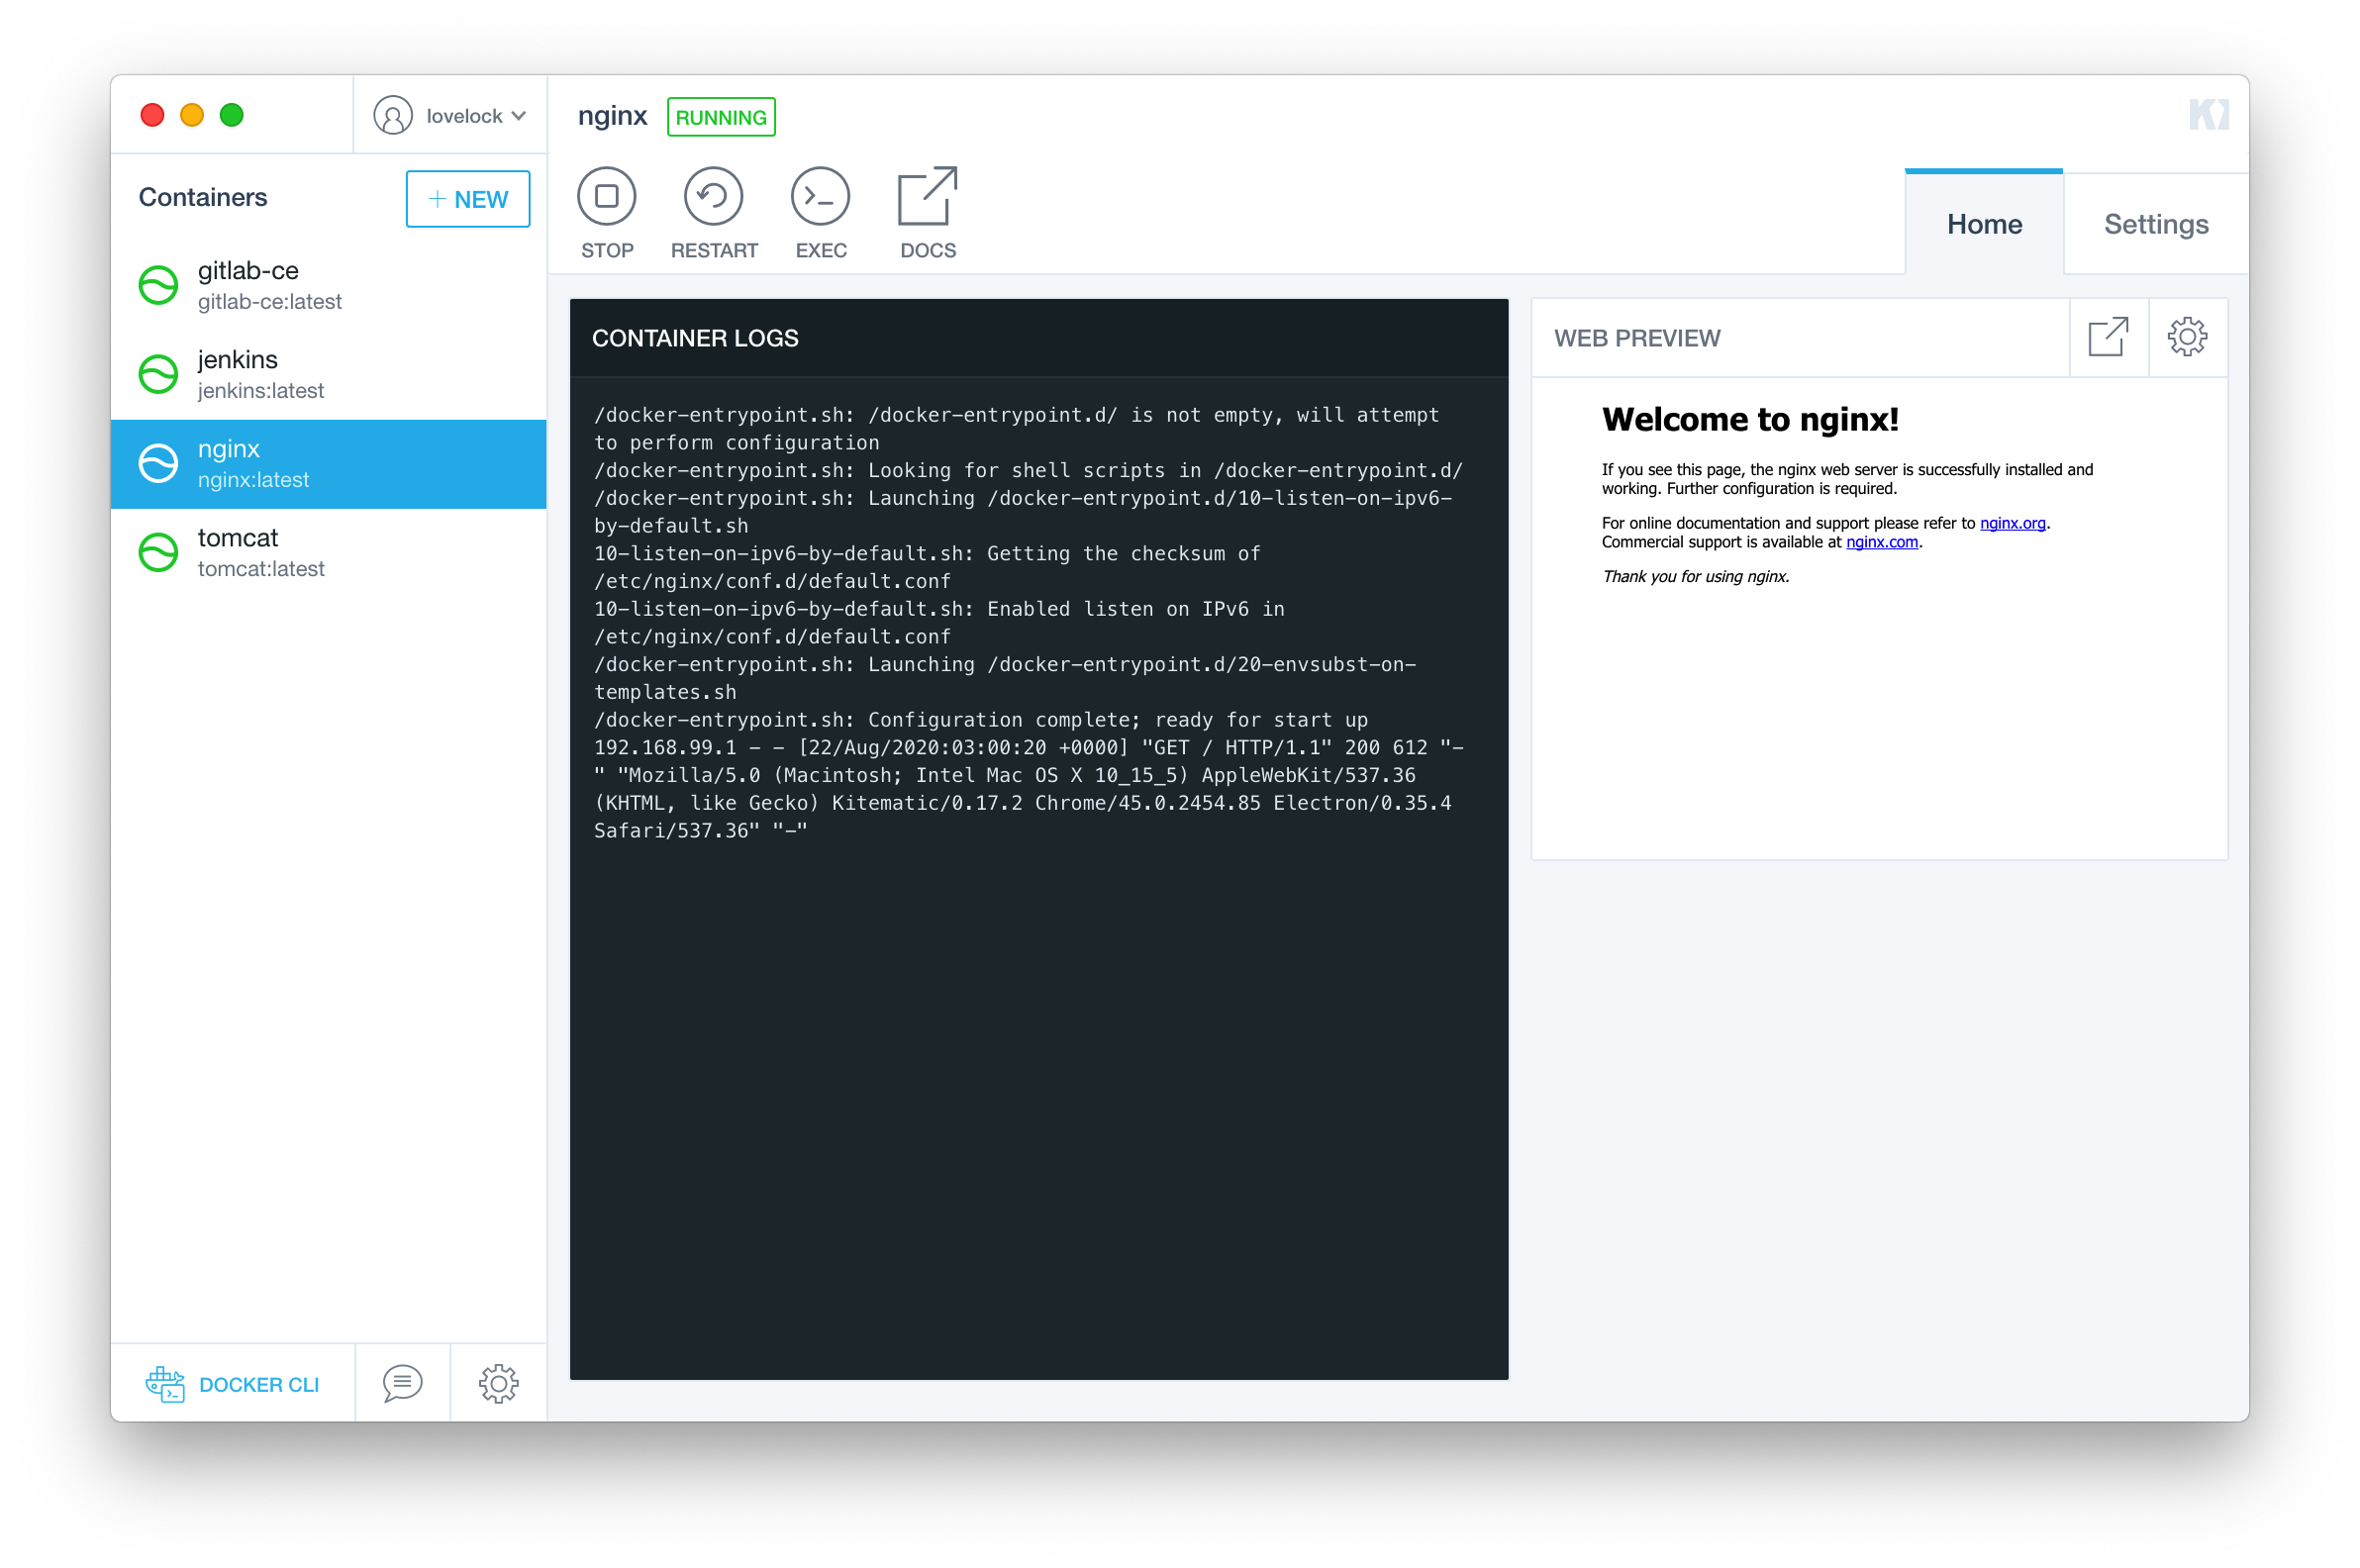 lovelock
nginx RUNNING
Containers
+ NEW
STOP
RESTART
EXEC
DOCS
Home
Settings
gitlab-ce
gitlab-ce:latest
jenkins
jenkins:latest
nginx
nginx:latest
tomcat
tomcat:latest
CONTAINER LOGS
/docker-entrypoint.sh: /docker-entrypoint.d/ is not empty, will attempt
to perform configuration
/docker-entrypoint.sh: Looking for shell scripts in /docker-entrypoint.d/
/docker-entrypoint.sh: Launching /docker-entrypoint.d/10-listen-on-ipv6-
by-default.sh
10-listen-on-ipv6-by-default.sh: Getting the checksum of
/etc/nginx/conf.d/default.conf
10-listen-on-ipv6-by-default.sh: Enabled listen on IPv6 in
/etc/nginx/conf.d/default.conf
/docker-entrypoint.sh: Launching /docker-entrypoint.d/20-envsubst-on-
templates.sh
/docker-entrypoint.sh: Configuration complete; ready for start up
192.168.99.1 - - [22/Aug/2020:03:00:20 +0000] "GET / HTTP/1.1" 200 612 "-
" "Mozilla/5.0 (Macintosh; Intel Mac OS X 10_15_5) AppleWebKit/537.36
(KHTML, like Gecko) Kitematic/0.17.2 Chrome/45.0.2454.85 Electron/0.35.4
Safari/537.36" "-"
WEB PREVIEW
Welcome to nginx!
If you see this page, the nginx web server is successfully installed and
working. Further configuration is required.
For online documentation and support please refer to nginx.org.
Commercial support is available at nginx.com.
Thank you for using nginx.
DOCKER CLI